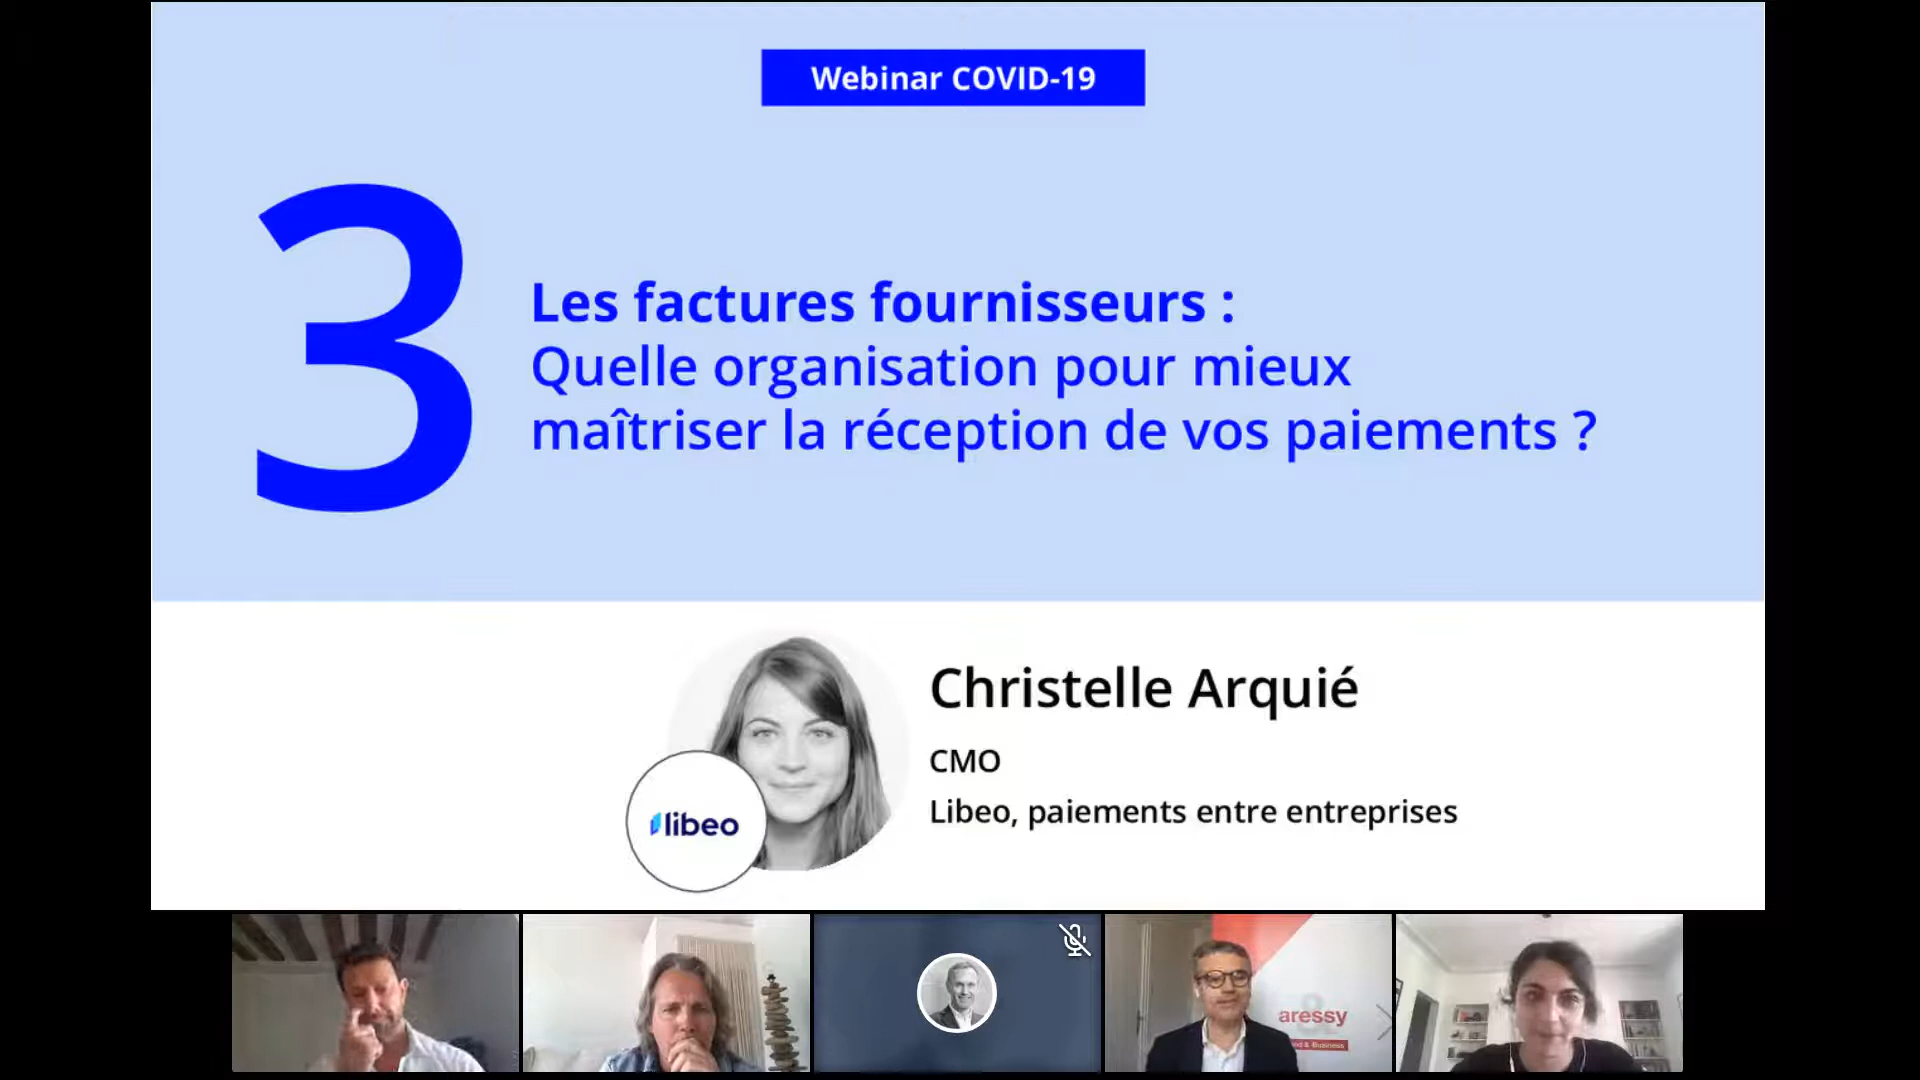 Webinar COVID-19
3
Les factures fournisseurs :
Quelle organisation pour mieux
maîtriser la réception de vos paiements ?
Christelle Arquié
CMO
Libeo, paiements entre entreprises
libeo
aressy
& Business